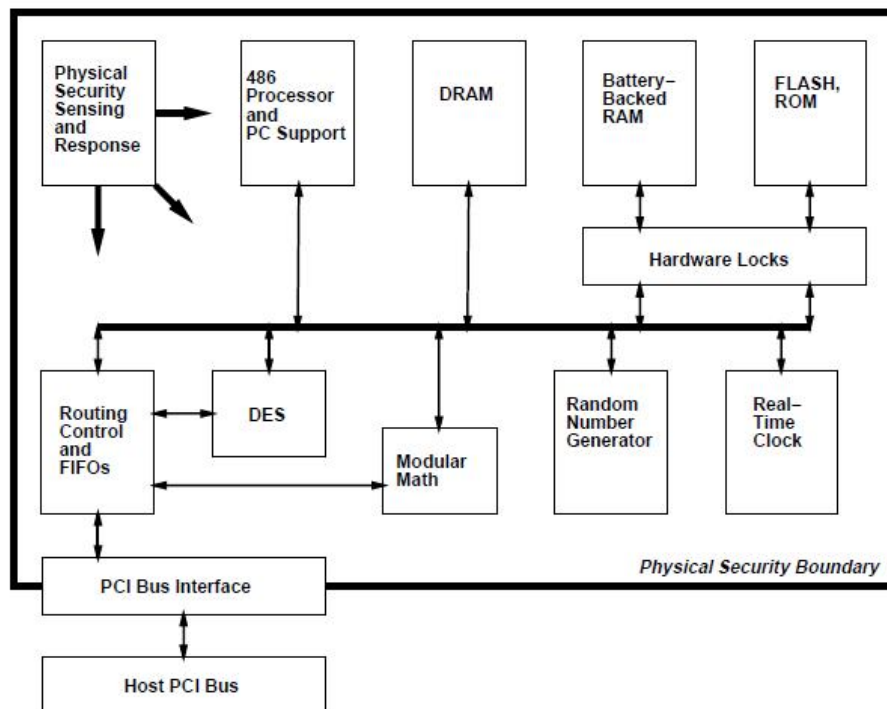 Physical
Security
Sensing
and
Response
486
Processor
and
PC Support
DRAM
Battery–
Backed
RAM
FLASH,
ROM
Hardware Locks
Routing
Control
and
FIFOs
DES
Modular
Math
Random
Number
Generator
Real–
Time
Clock
Physical Security Boundary
PCI Bus Interface
Host PCI Bus